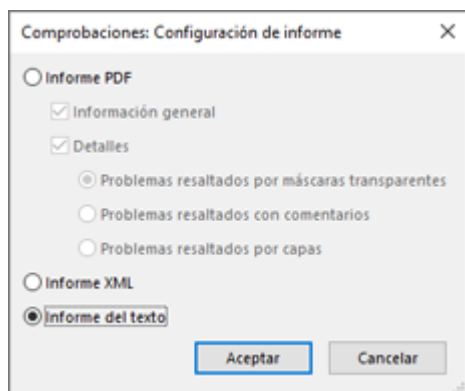 Comprobaciones: Configuración de informe
Informe PDF
Información general
Detalles
Problemas resaltados por máscaras transparentes
Problemas resaltados con comentarios
Problemas resaltados por capas
Informe XML
Informe del texto
Aceptar
Cancelar